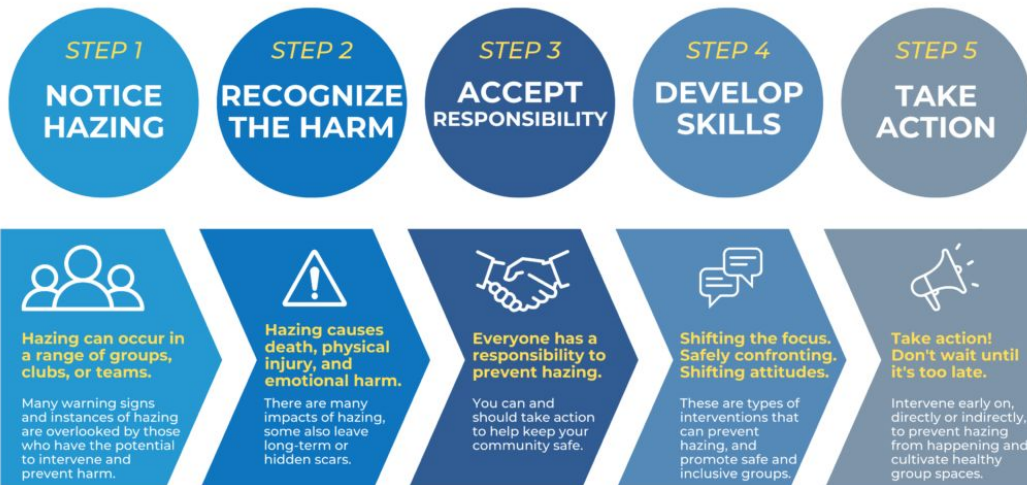 STEP 1
NOTICE
HAZING
STEP 2
RECOGNIZE
THE HARM
STEP 3
ACCEPT
RESPONSIBILITY
STEP 4
DEVELOP
SKILLS
STEP 5
TAKE
ACTION
Hazing can occur in
a range of groups,
clubs, or teams.
Many warning signs
and instances of hazing
are overlooked by those
who have the potential
to intervene and
prevent harm.
Hazing causes
death, physical
injury, and
emotional harm.
There are many
impacts of hazing,
some also leave
long-term or
hidden scars.
Everyone has a
responsibility to
prevent hazing.
You can and
should take action
to help keep your
community safe.
Shifting the focus.
Safely confronting.
Shifting attitudes.
These are types of
interventions that
can prevent
hazing, and
promote safe and
inclusive groups.
Take action!
Don't wait until
it's too late.
Intervene early on,
directly or indirectly,
to prevent hazing
from happening and
cultivate healthy
group spaces.